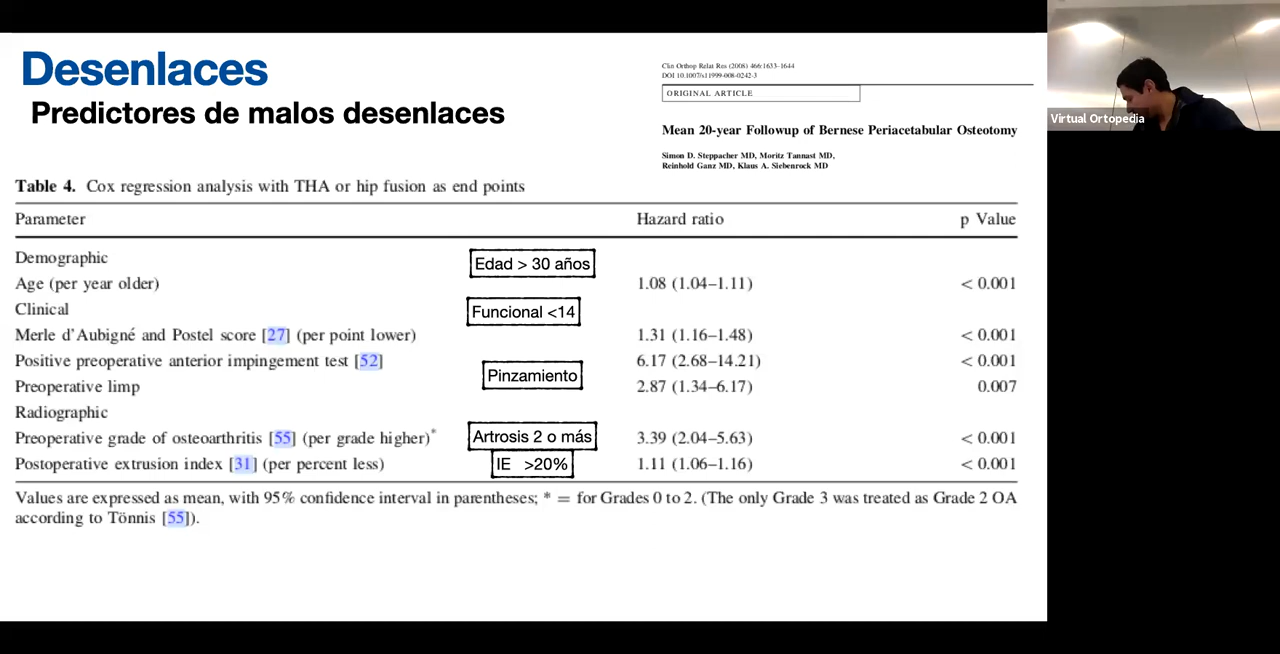 Desenlaces
Predictores de malos desenlaces
Clin Orthop Relat Res (2008) 466:1633–1644
DOI 10.1007/s11999-008-0242-3
ORIGINAL ARTICLE
Mean 20-year Followup of Bernese Periacetabular Osteotomy
Simon D. Steppacher MD, Moritz Tannast MD,
Reinhold Ganz MD, Klaus A. Siebenrock MD
Virtual Ortopedia
Table 4. Cox regression analysis with THA or hip fusion as end points
Parameter Hazard ratio p Value
Demographic
Edad > 30 años
Age (per year older) 1.08 (1.04–1.11) < 0.001
Clinical
Funcional <14
Merle d'Aubigné and Postel score [27] (per point lower) 1.31 (1.16–1.48) < 0.001
Positive preoperative anterior impingement test [52] 6.17 (2.68–14.21) < 0.001
Pinzamiento
Preoperative limp 2.87 (1.34–6.17) 0.007
Radiographic
Preoperative grade of osteoarthritis [55] (per grade higher)* Artrosis 2 o más 3.39 (2.04–5.63) < 0.001
Postoperative extrusion index [31] (per percent less) IE >20% 1.11 (1.06–1.16) < 0.001
Values are expressed as mean, with 95% confidence interval in parentheses; * = for Grades 0 to 2. (The only Grade 3 was treated as Grade 2 OA
according to Tönnis [55]).